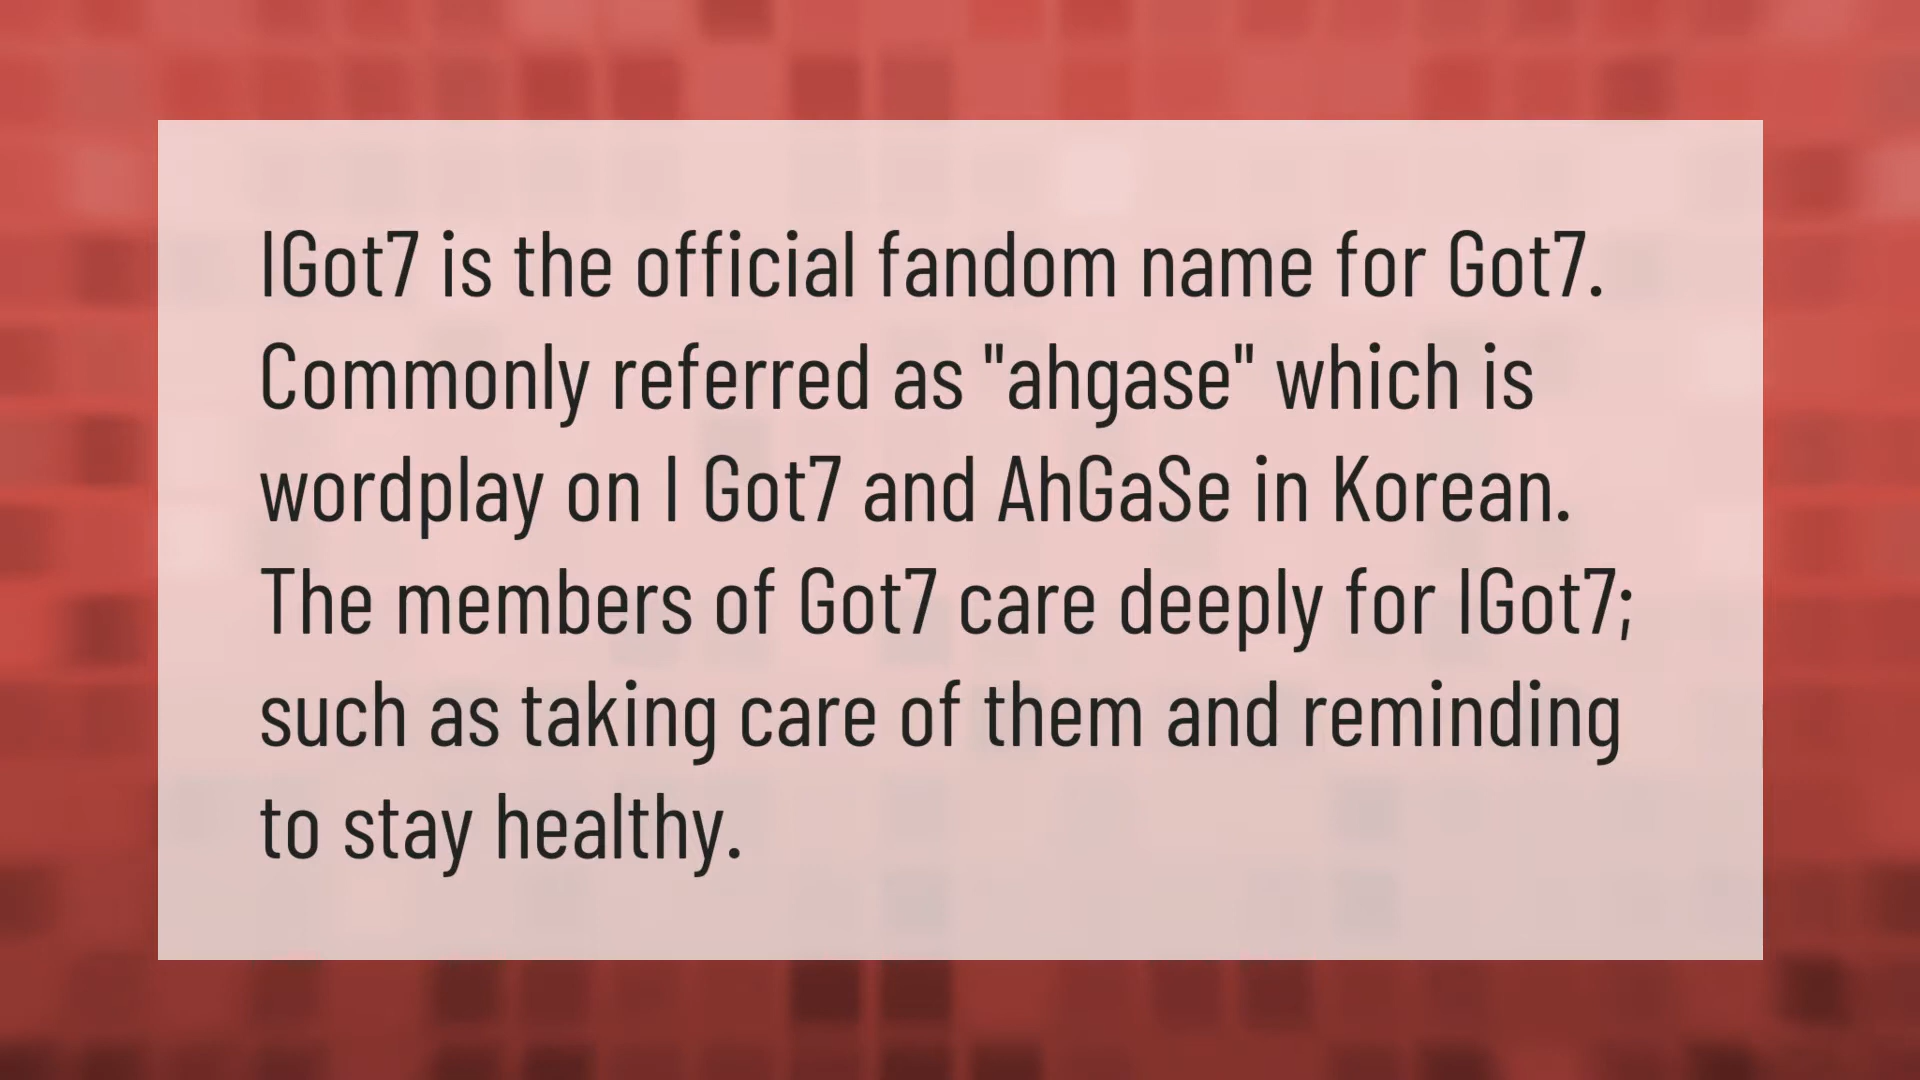 IGot7 is the official fandom name for Got7.
Commonly referred as "ahgase" which is
wordplay on I Got7 and AhGaSe in Korean.
The members of Got7 care deeply for IGot7;
such as taking care of them and reminding
to stay healthy.